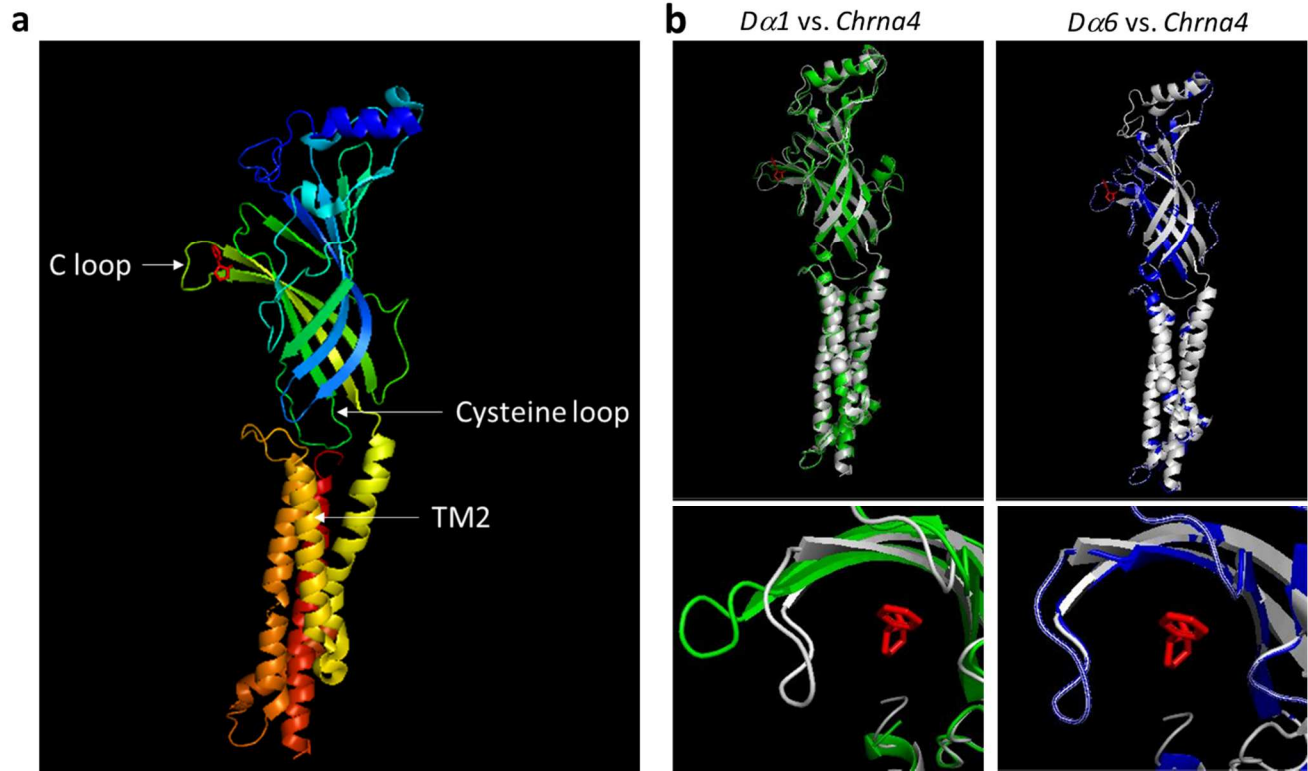 a
C loop
Cysteine loop
TM2
b
Dα1 vs. Chrna4
Dα6 vs. Chrna4